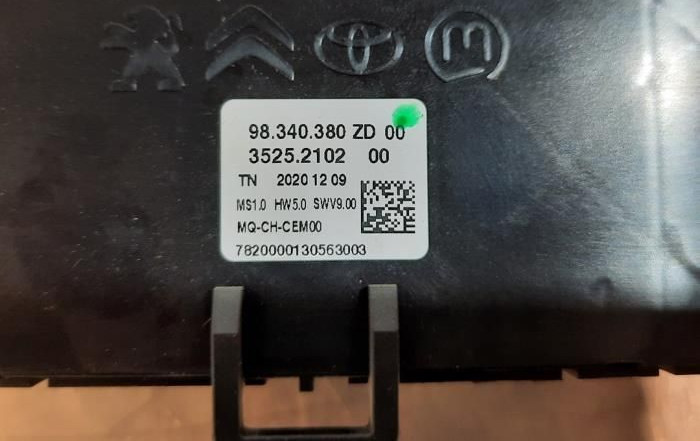 98.340.380 ZD 00
3525.2102 00
TN 2020 12 09
MS1.0 HW5.0 SWV9.00
MQ-CH-CEM00
7820000130563003